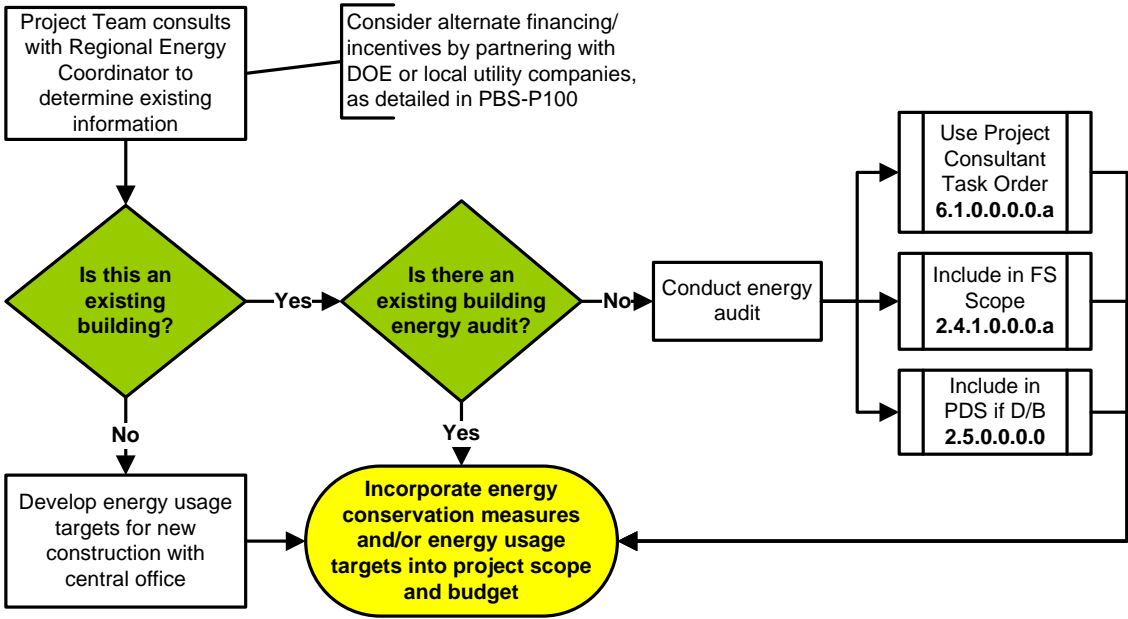 Project Team consults
with Regional Energy
Coordinator to
determine existing
information
Consider alternate financing/
incentives by partnering with
DOE or local utility companies,
as detailed in PBS-P100
Is this an
existing
building?
Yes
Is there an
existing building
energy audit?
No
Conduct energy
audit
Use Project
Consultant
Task Order
6.1.0.0.0.0.a
Include in FS
Scope
2.4.1.0.0.0.a
Include in
PDS if D/B
2.5.0.0.0.0
No
Yes
Develop energy usage
targets for new
construction with
central office
Incorporate energy
conservation measures
and/or energy usage
targets into project scope
and budget